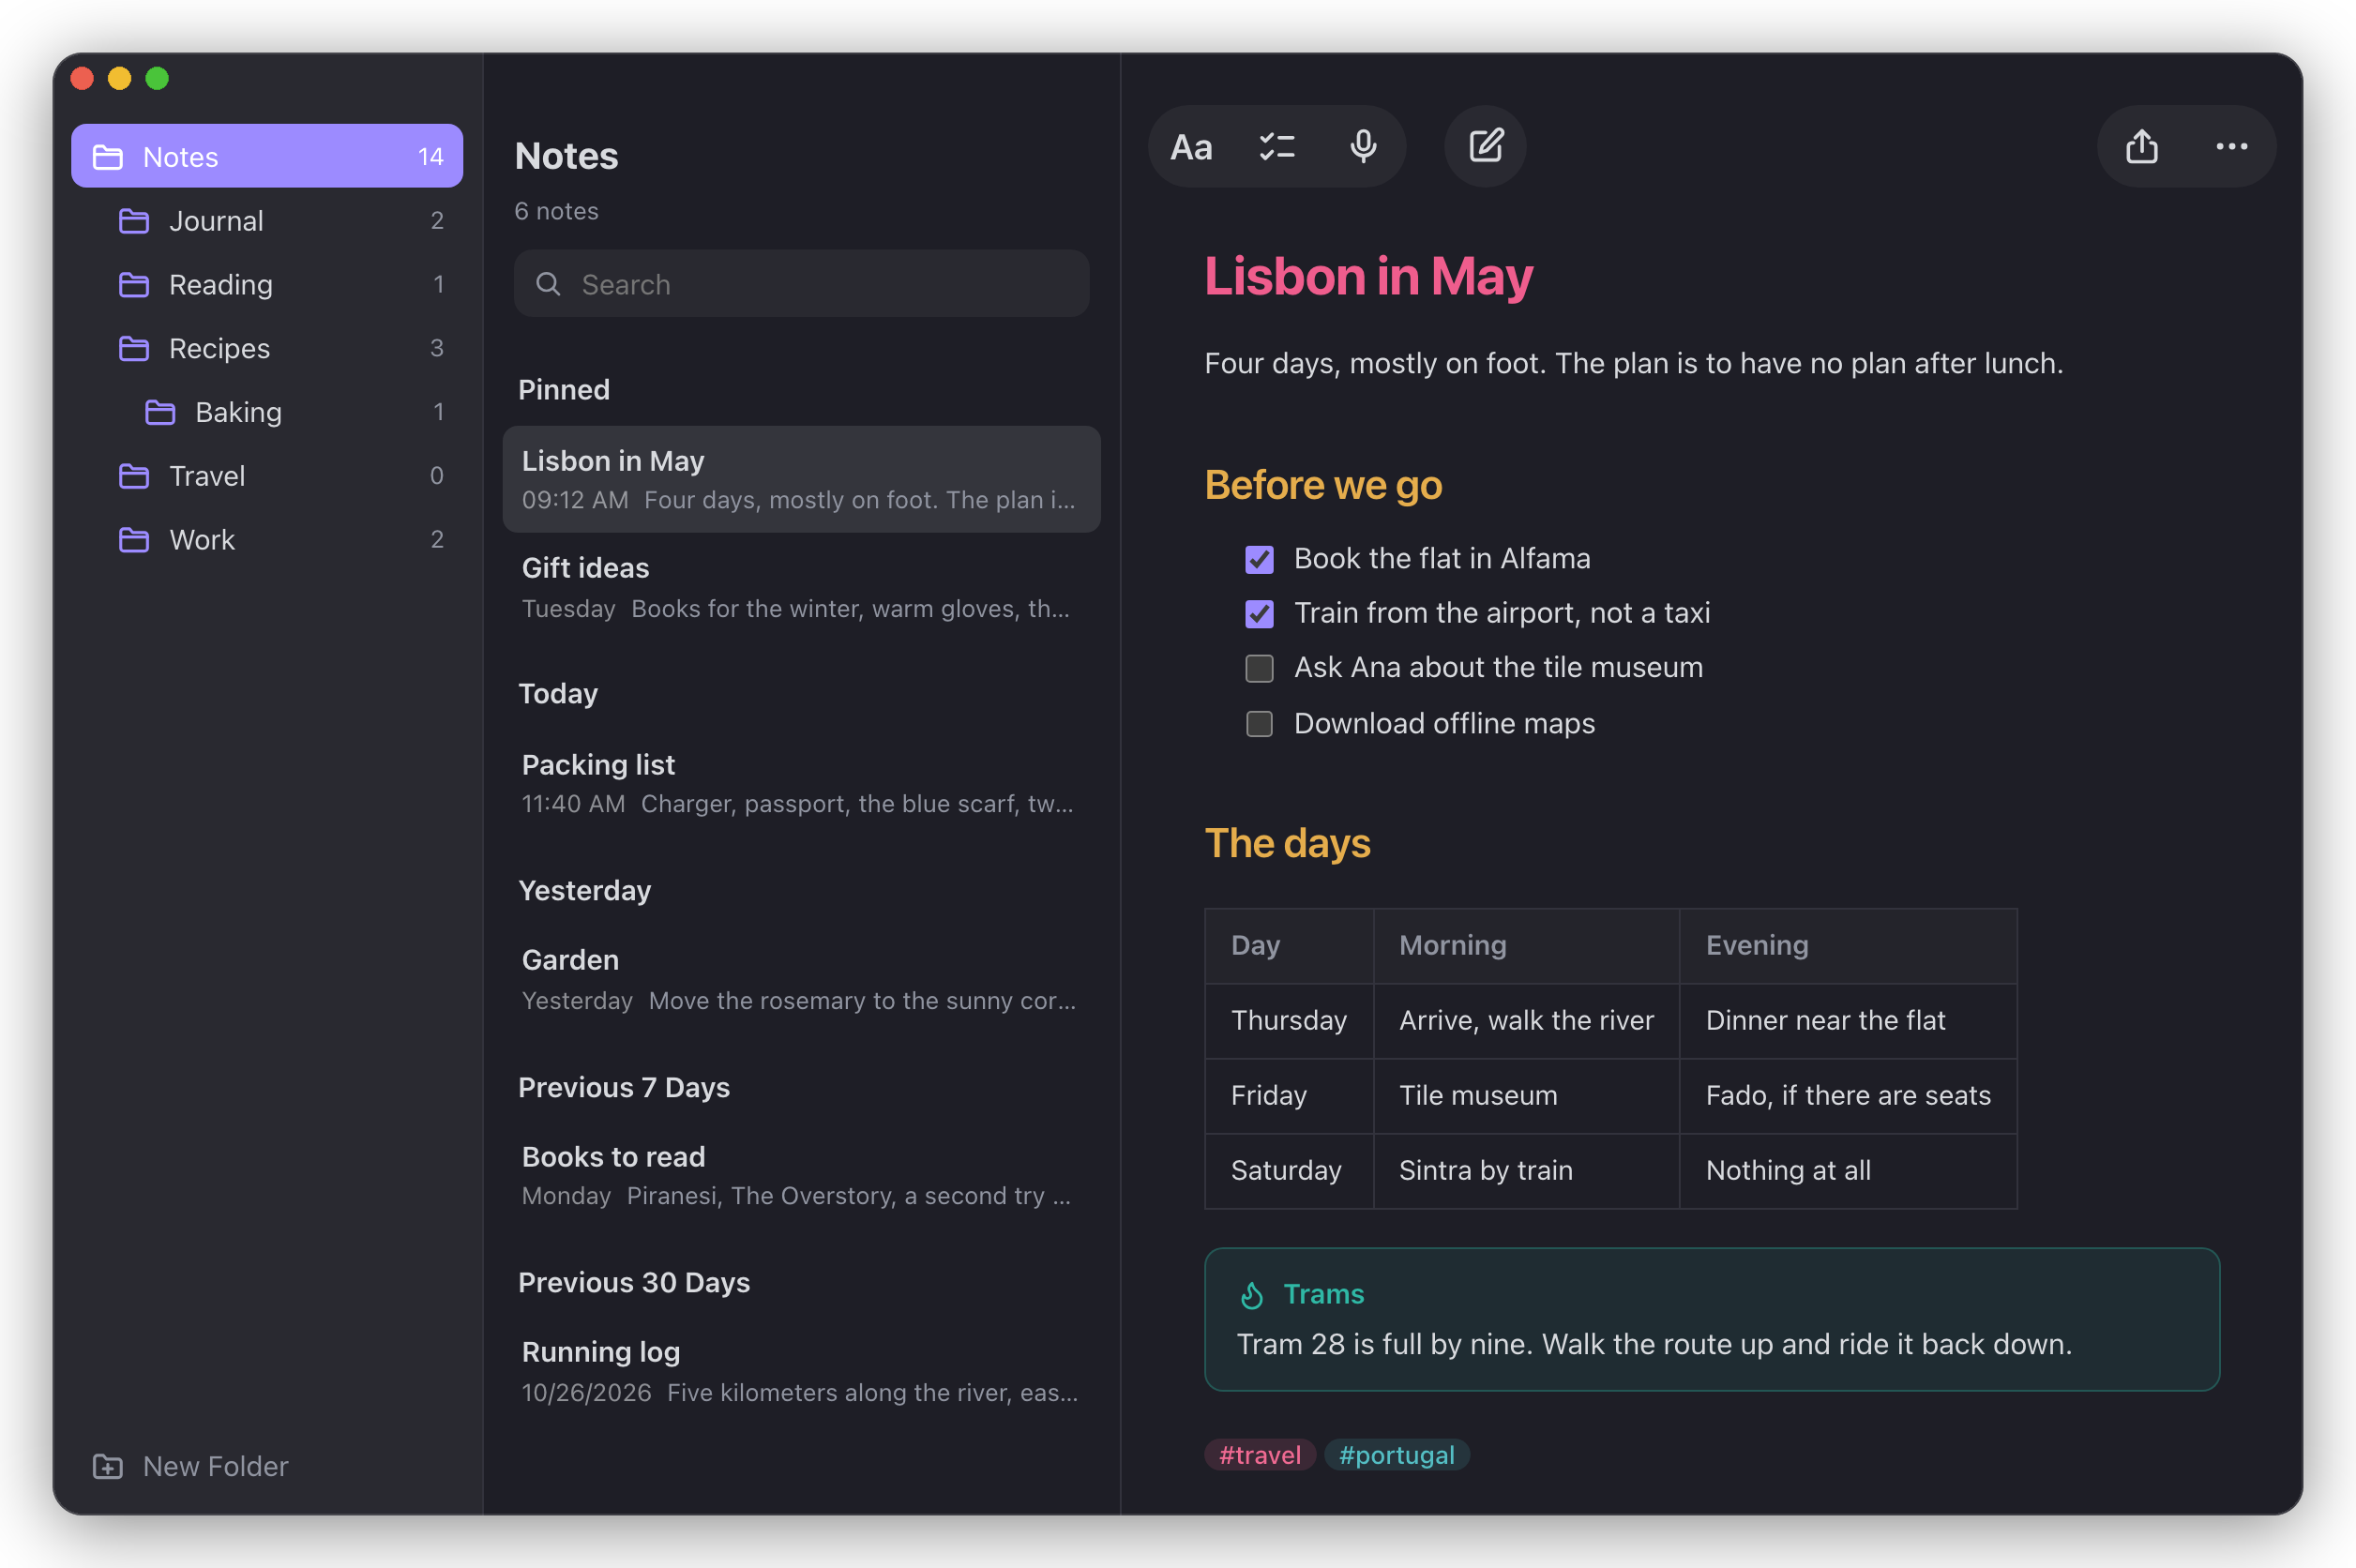 Notes 14
Journal 2
Reading 1
Recipes 3
Baking 1
Travel 0
Work 2
New Folder
Notes
6 notes
Search
Pinned
Lisbon in May
09:12 AM Four days, mostly on foot. The plan i...
Gift ideas
Tuesday Books for the winter, warm gloves, th...
Today
Packing list
11:40 AM Charger, passport, the blue scarf, tw...
Yesterday
Garden
Yesterday Move the rosemary to the sunny cor...
Previous 7 Days
Books to read
Monday Piranesi, The Overstory, a second try ...
Previous 30 Days
Running log
10/26/2026 Five kilometers along the river, eas...
Aa
Lisbon in May
Four days, mostly on foot. The plan is to have no plan after lunch.
Before we go
Book the flat in Alfama
Train from the airport, not a taxi
Ask Ana about the tile museum
Download offline maps
The days
Day Morning Evening
Thursday Arrive, walk the river Dinner near the flat
Friday Tile museum Fado, if there are seats
Saturday Sintra by train Nothing at all
Trams
Tram 28 is full by nine. Walk the route up and ride it back down.
#travel #portugal